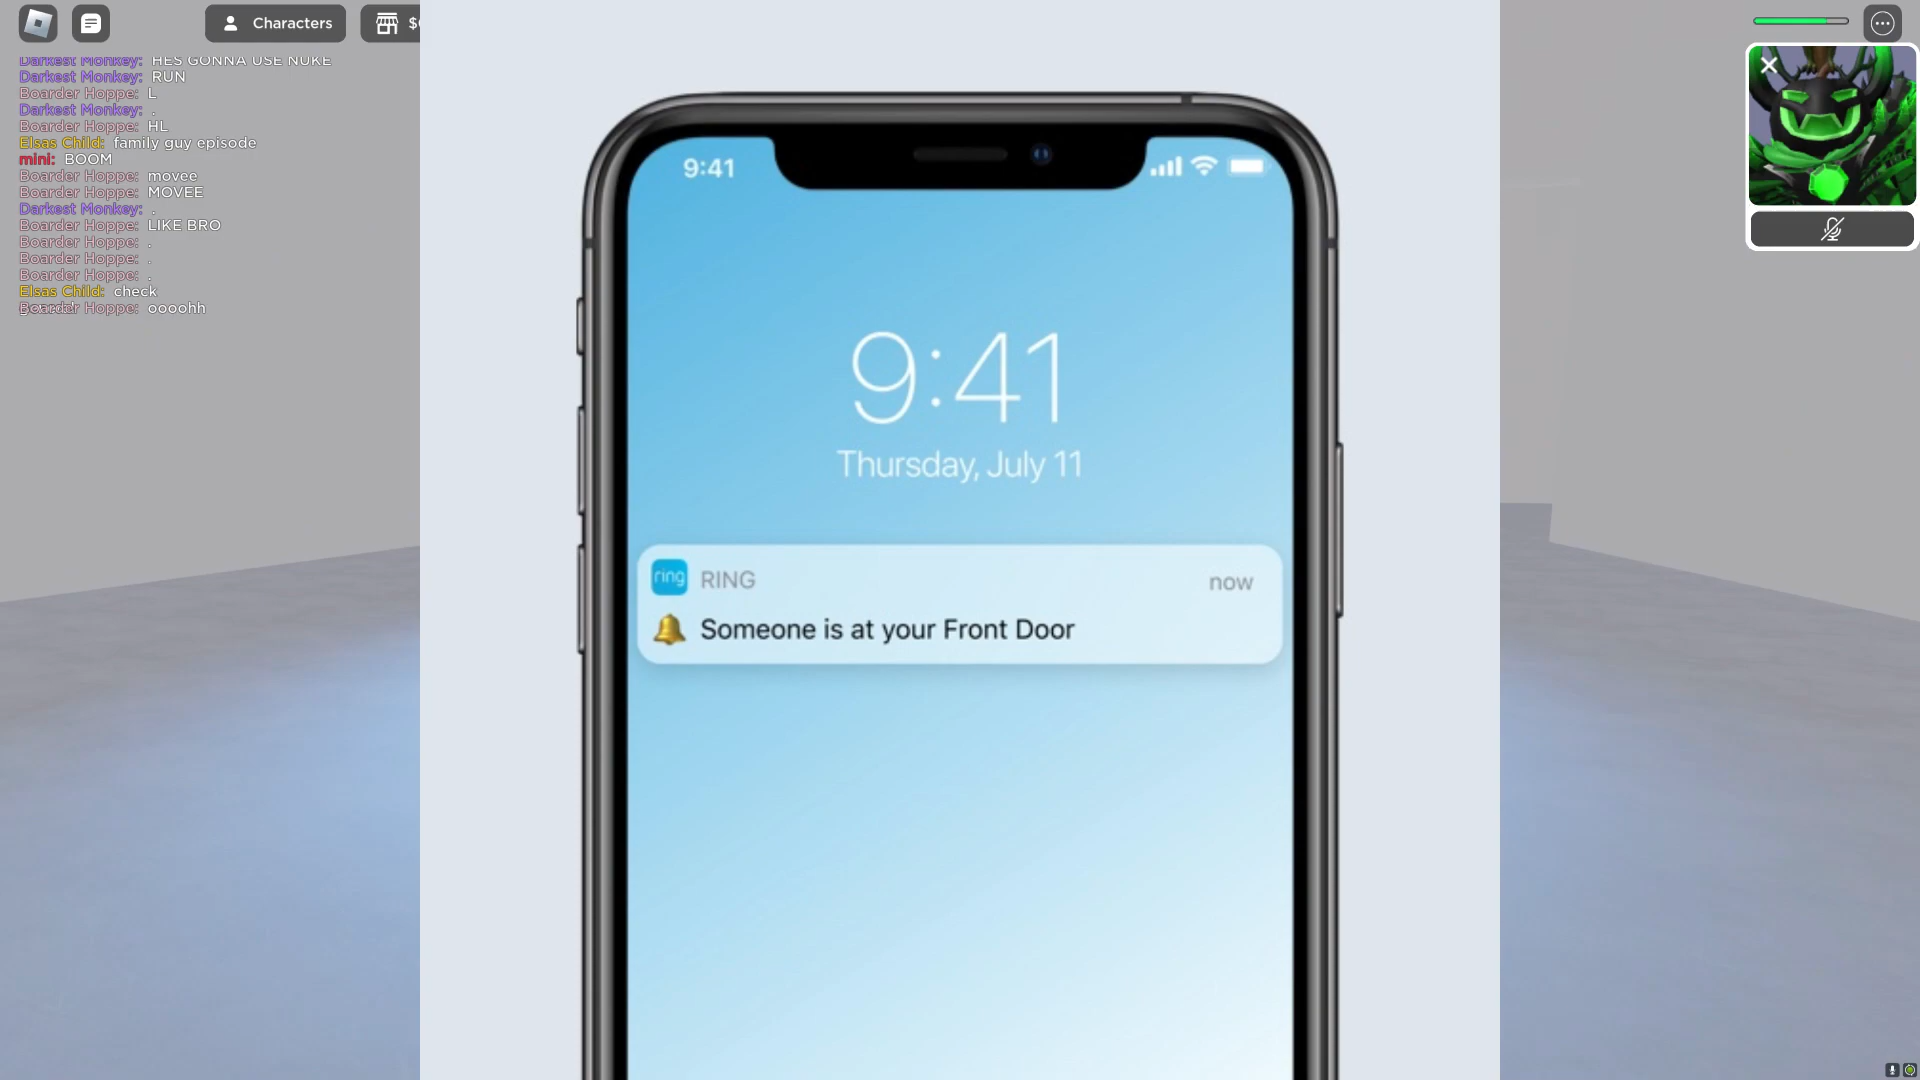 Characters
Darkest Monkey: HES GONNA USE NUKE
Darkest Monkey: RUN
Boarder Hoppe: L
Darkest Monkey: .
Boarder Hoppe: HL
Elsas Child: family guy episode
mini: BOOM
Boarder Hoppe: movee
Boarder Hoppe: MOVEE
Darkest Monkey: .
Boarder Hoppe: LIKE BRO
Boarder Hoppe: .
Boarder Hoppe: .
Boarder Hoppe: .
Elsas Child: check
Boarder Hoppe: oooohh
9:41
9:41
Thursday, July 11
ring RING now
Someone is at your Front Door